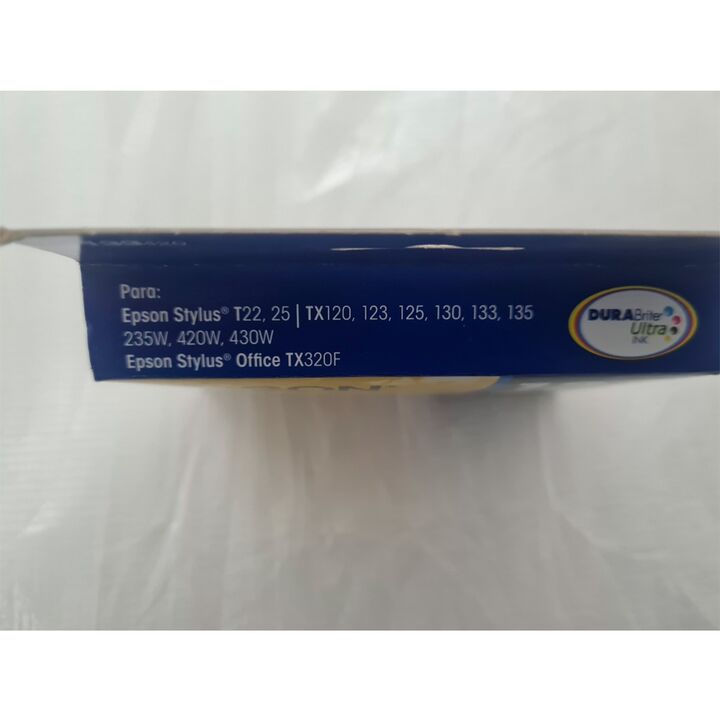 Para:
Epson Stylus® T22, 25 | TX120, 123, 125, 130, 133, 135
235W, 420W, 430W
Epson Stylus® Office TX320F
DURABrite®
Ultra
INK